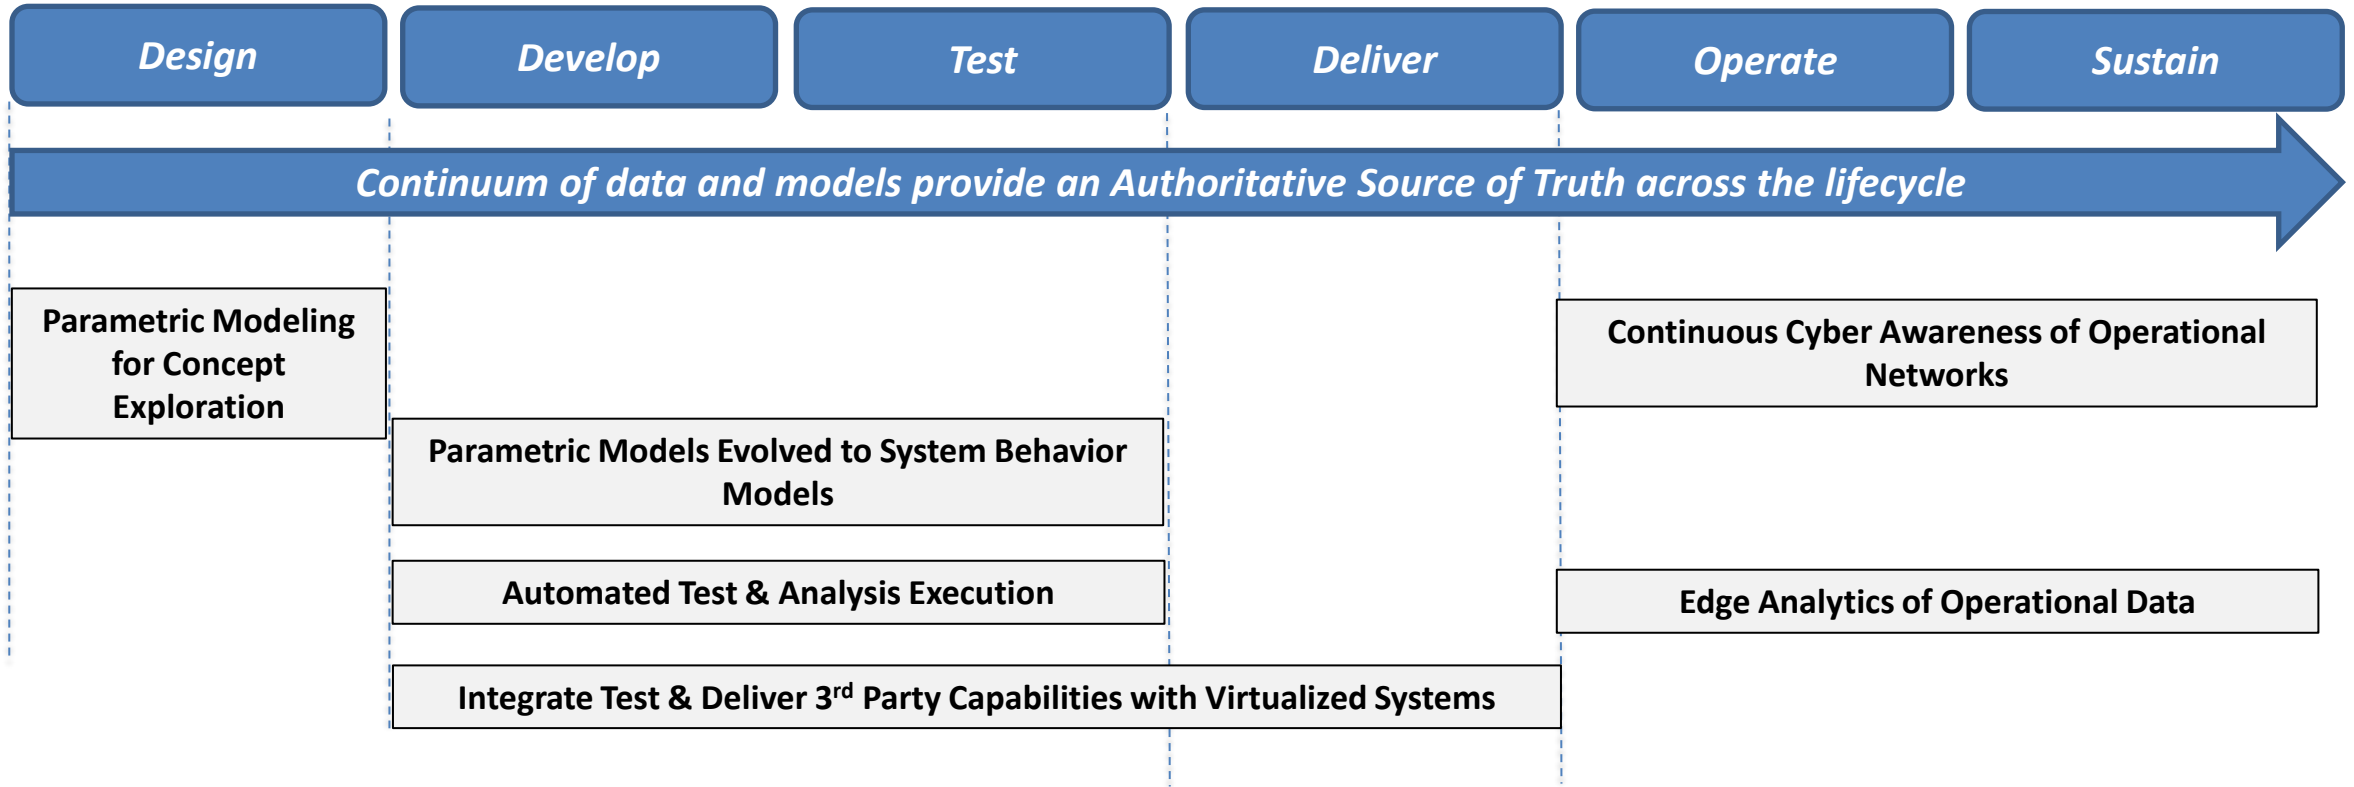 Design
Develop
Test
Deliver
Operate
Sustain
Continuum of data and models provide an Authoritative Source of Truth across the lifecycle
Parametric Modeling
for Concept
Exploration
Continuous Cyber Awareness of Operational
Networks
Parametric Models Evolved to System Behavior
Models
Automated Test & Analysis Execution
Edge Analytics of Operational Data
Integrate Test & Deliver 3rd Party Capabilities with Virtualized Systems